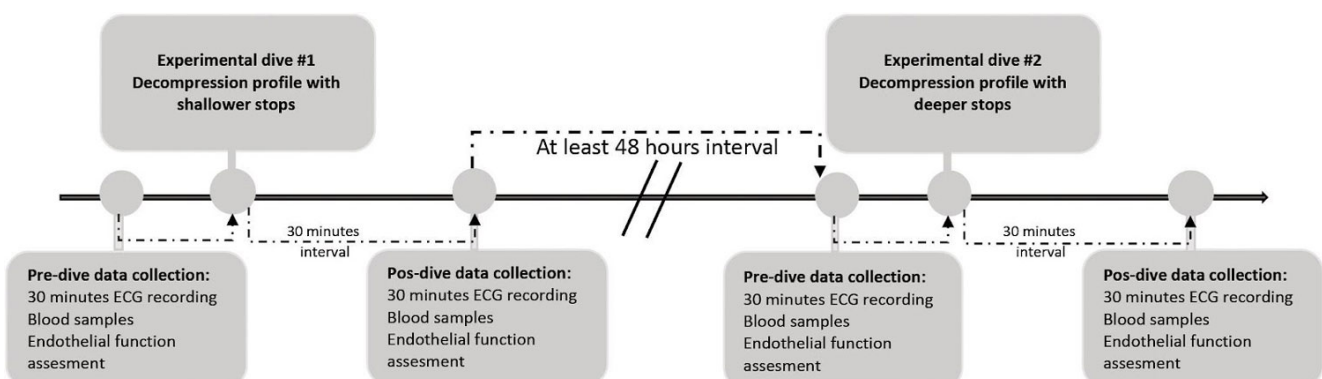 Experimental dive #1
Decompression profile with
shallower stops
Experimental dive #2
Decompression profile with
deeper stops
At least 48 hours interval
30 minutes
interval
30 minutes
interval
Pre-dive data collection:
30 minutes ECG recording
Blood samples
Endothelial function
assesment
Pos-dive data collection:
30 minutes ECG recording
Blood samples
Endothelial function
assesment
Pre-dive data collection:
30 minutes ECG recording
Blood samples
Endothelial function
assesment
Pos-dive data collection:
30 minutes ECG recording
Blood samples
Endothelial function
assesment